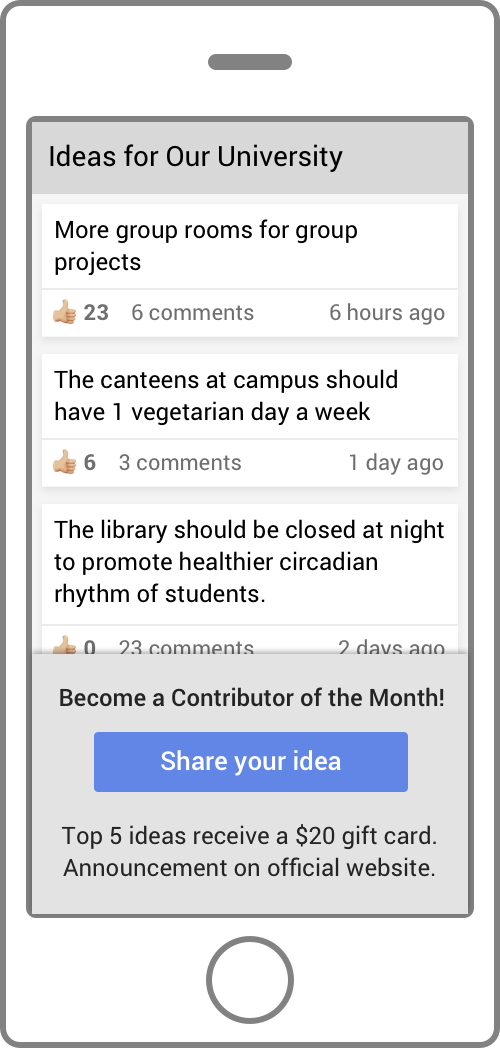 Ideas for Our University
More group rooms for group
projects
23 6 comments 6 hours ago
The canteens at campus should
have 1 vegetarian day a week
6 3 comments 1 day ago
The library should be closed at night
to promote healthier circadian
rhythm of students.
0 23 comments 2 days ago
Become a Contributor of the Month!
Share your idea
Top 5 ideas receive a $20 gift card.
Announcement on official website.